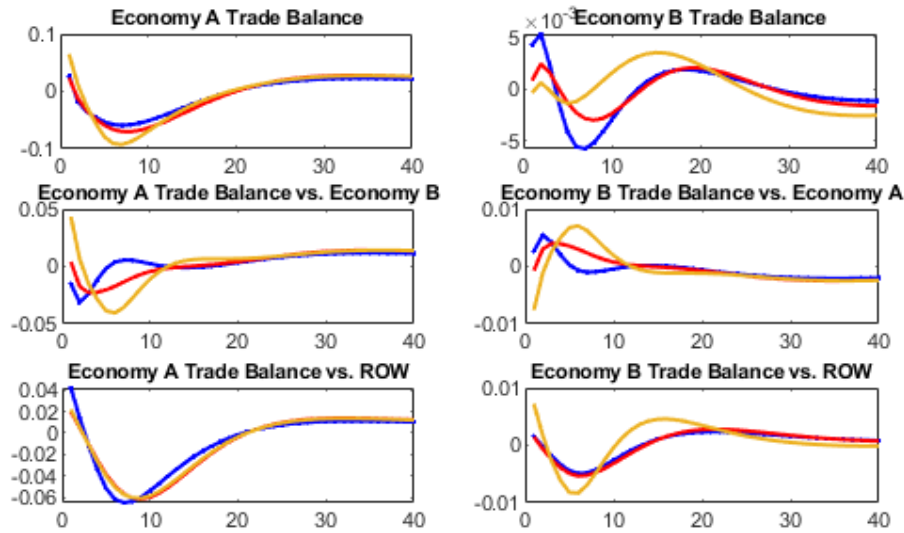 Economy A Trade Balance
0.1
0
-0.1
0 10 20 30 40
×10⁻³ Economy B Trade Balance
5
0
-5
0 10 20 30 40
Economy A Trade Balance vs. Economy B
0.05
0
-0.05
0 10 20 30 40
Economy B Trade Balance vs. Economy A
0.01
0
-0.01
0 10 20 30 40
Economy A Trade Balance vs. ROW
0.04
0.02
0
-0.02
-0.04
-0.06
0 10 20 30 40
Economy B Trade Balance vs. ROW
0.01
0
-0.01
0 10 20 30 40